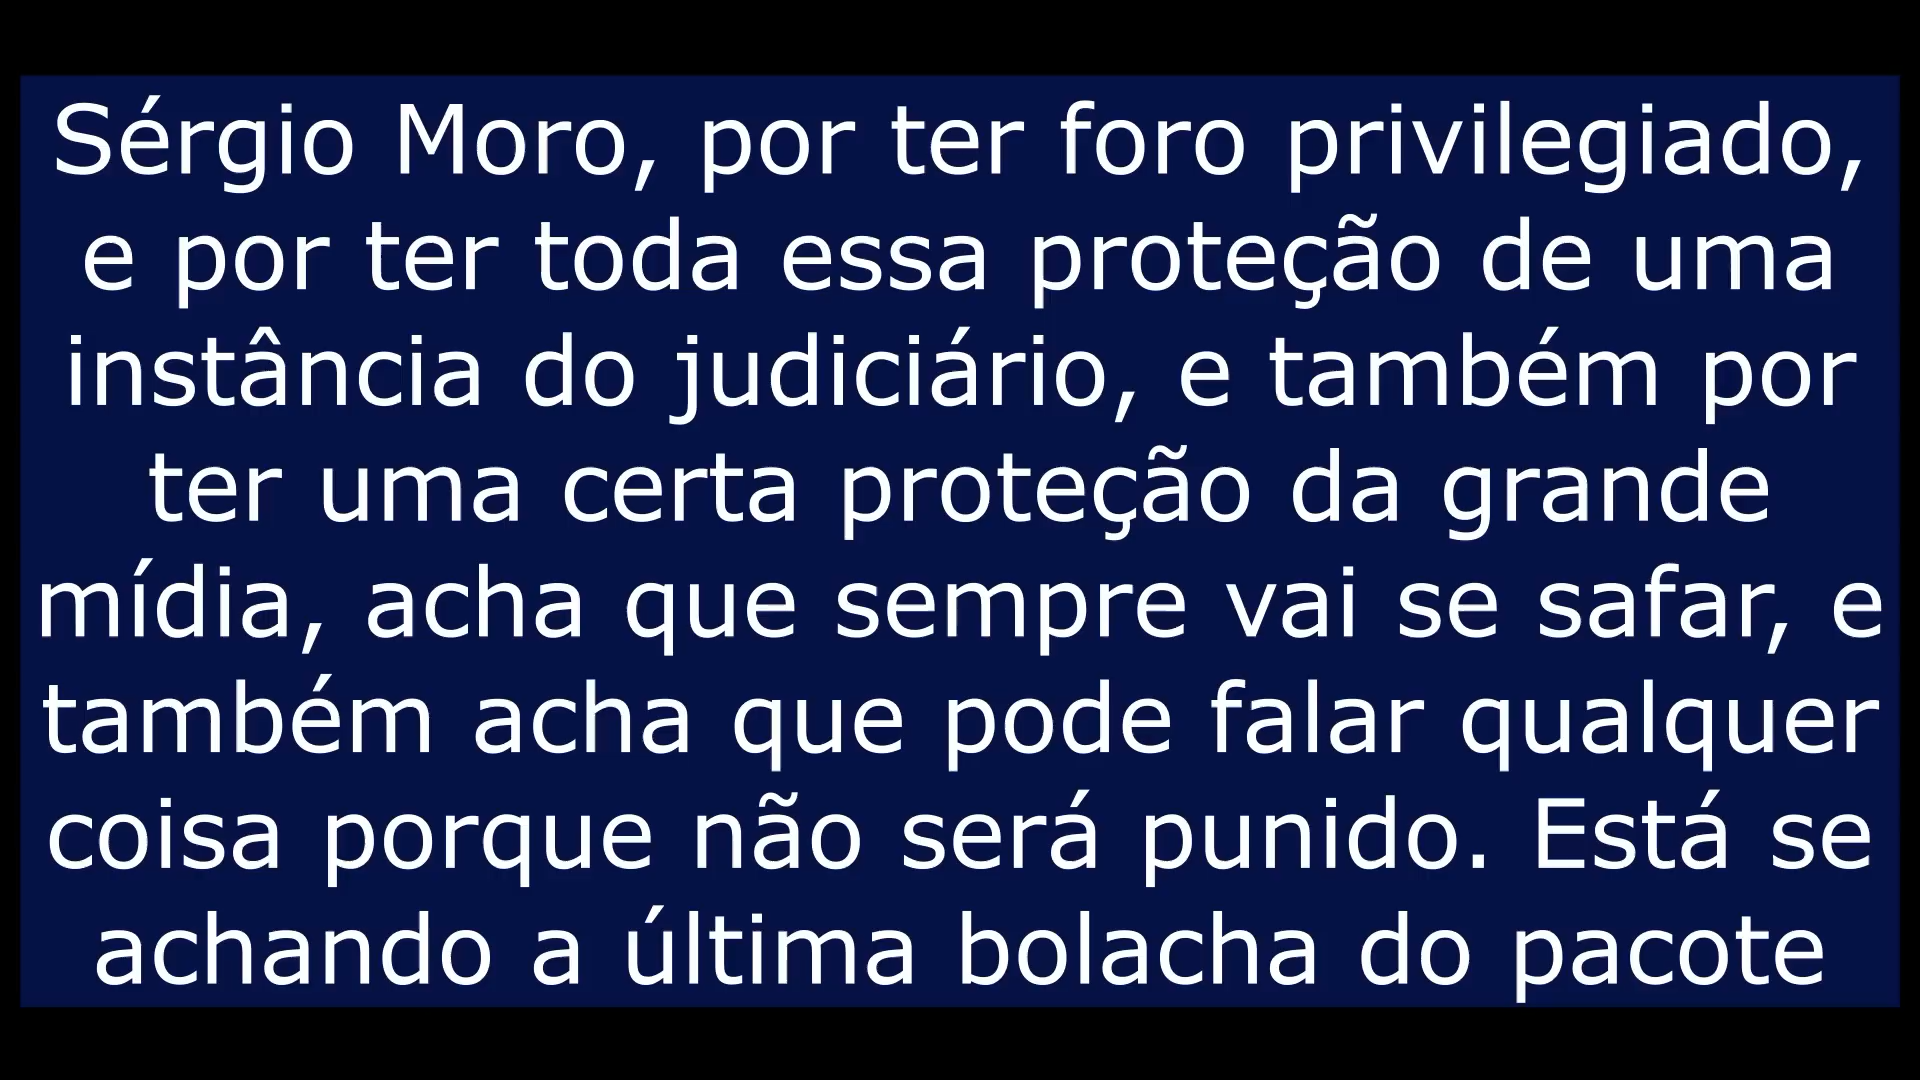 Sérgio Moro, por ter foro privilegiado,
e por ter toda essa proteção de uma
instância do judiciário, e também por
ter uma certa proteção da grande
mídia, acha que sempre vai se safar, e
também acha que pode falar qualquer
coisa porque não será punido. Está se
achando a última bolacha do pacote